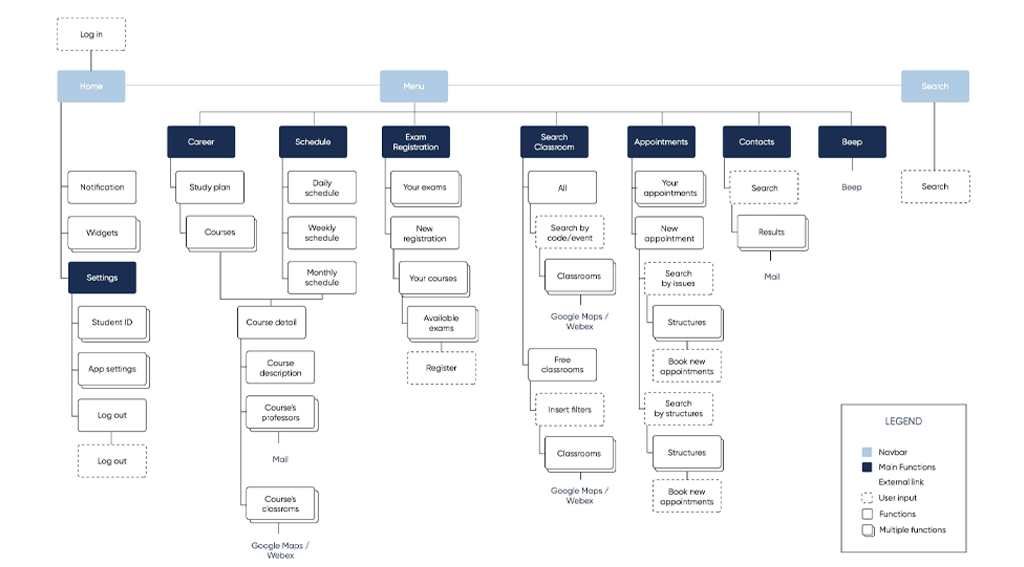 Log in
Home
Menu
Search
Career
Schedule
Exam
Registration
Search
Classroom
Appointments
Contacts
Beep
Notification
Study plan
Daily
schedule
Your exams
All
Your
appointments
Search
Beep
Search
Widgets
Courses
Weekly
schedule
New
registration
Search by
code/event
New
appointment
Results
Settings
Monthly
schedule
Your courses
Classrooms
Search
by issues
Mail
Student ID
Course detail
Available
exams
Google Maps /
Webex
Structures
App settings
Course
description
Register
Free
classrooms
Book new
appointments
Log out
Course's
professors
Insert filters
Search
by structures
Log out
Mail
Classrooms
Structures
Course's
classroms
Google Maps /
Webex
Book new
appointments
Google Maps /
Webex
LEGEND
Navbar
Main Functions
External link
User input
Functions
Multiple functions